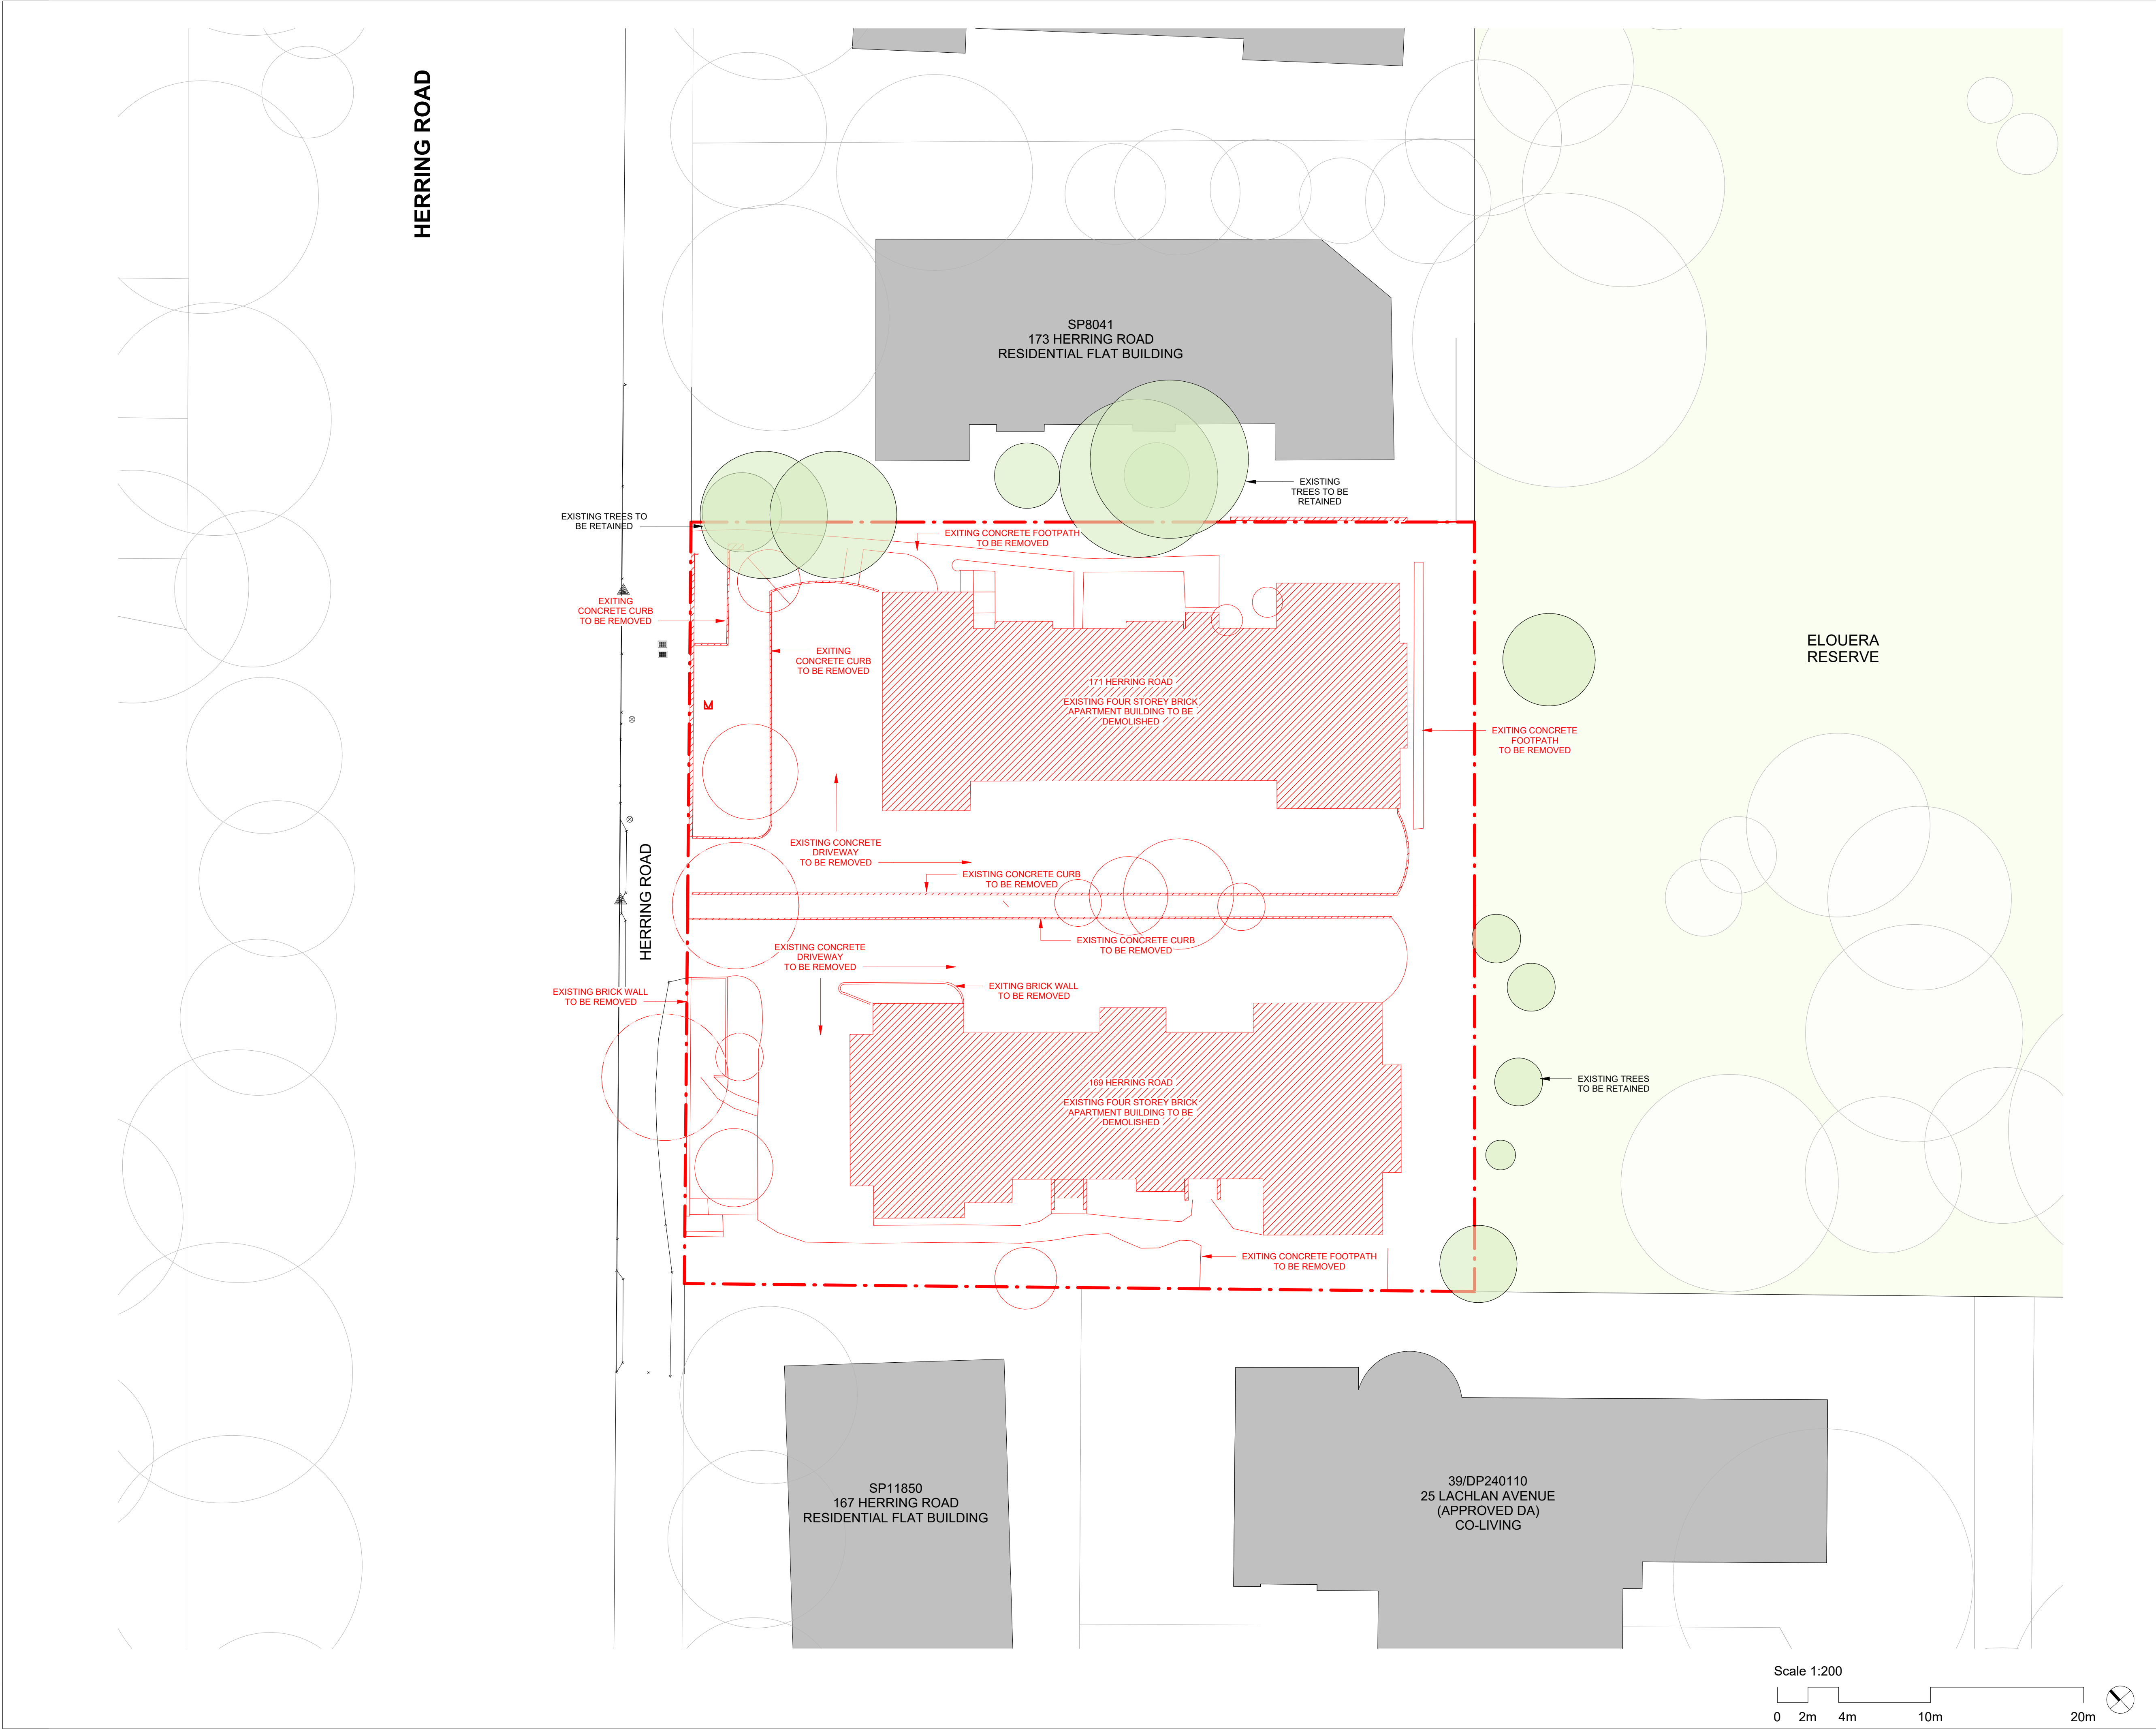 HERRING ROAD
SP8041
173 HERRING ROAD
RESIDENTIAL FLAT BUILDING
EXISTING
TREES TO BE
RETAINED
EXISTING TREES TO
BE RETAINED
EXITING CONCRETE FOOTPATH
TO BE REMOVED
EXITING
CONCRETE CURB
TO BE REMOVED
EXITING
CONCRETE CURB
TO BE REMOVED
ELOUERA
RESERVE
171 HERRING ROAD
EXISTING FOUR STOREY BRICK
APARTMENT BUILDING TO BE
DEMOLISHED
EXITING CONCRETE
FOOTPATH
TO BE REMOVED
EXISTING CONCRETE
DRIVEWAY
TO BE REMOVED
HERRING ROAD
EXISTING CONCRETE CURB
TO BE REMOVED
EXISTING CONCRETE CURB
TO BE REMOVED
EXISTING CONCRETE
DRIVEWAY
TO BE REMOVED
EXISTING BRICK WALL
TO BE REMOVED
EXITING BRICK WALL
TO BE REMOVED
169 HERRING ROAD
EXISTING FOUR STOREY BRICK
APARTMENT BUILDING TO BE
DEMOLISHED
EXISTING TREES
TO BE RETAINED
EXITING CONCRETE FOOTPATH
TO BE REMOVED
SP11850
167 HERRING ROAD
RESIDENTIAL FLAT BUILDING
39/DP240110
25 LACHLAN AVENUE
(APPROVED DA)
CO-LIVING
Scale 1:200
0 2m 4m 10m 20m